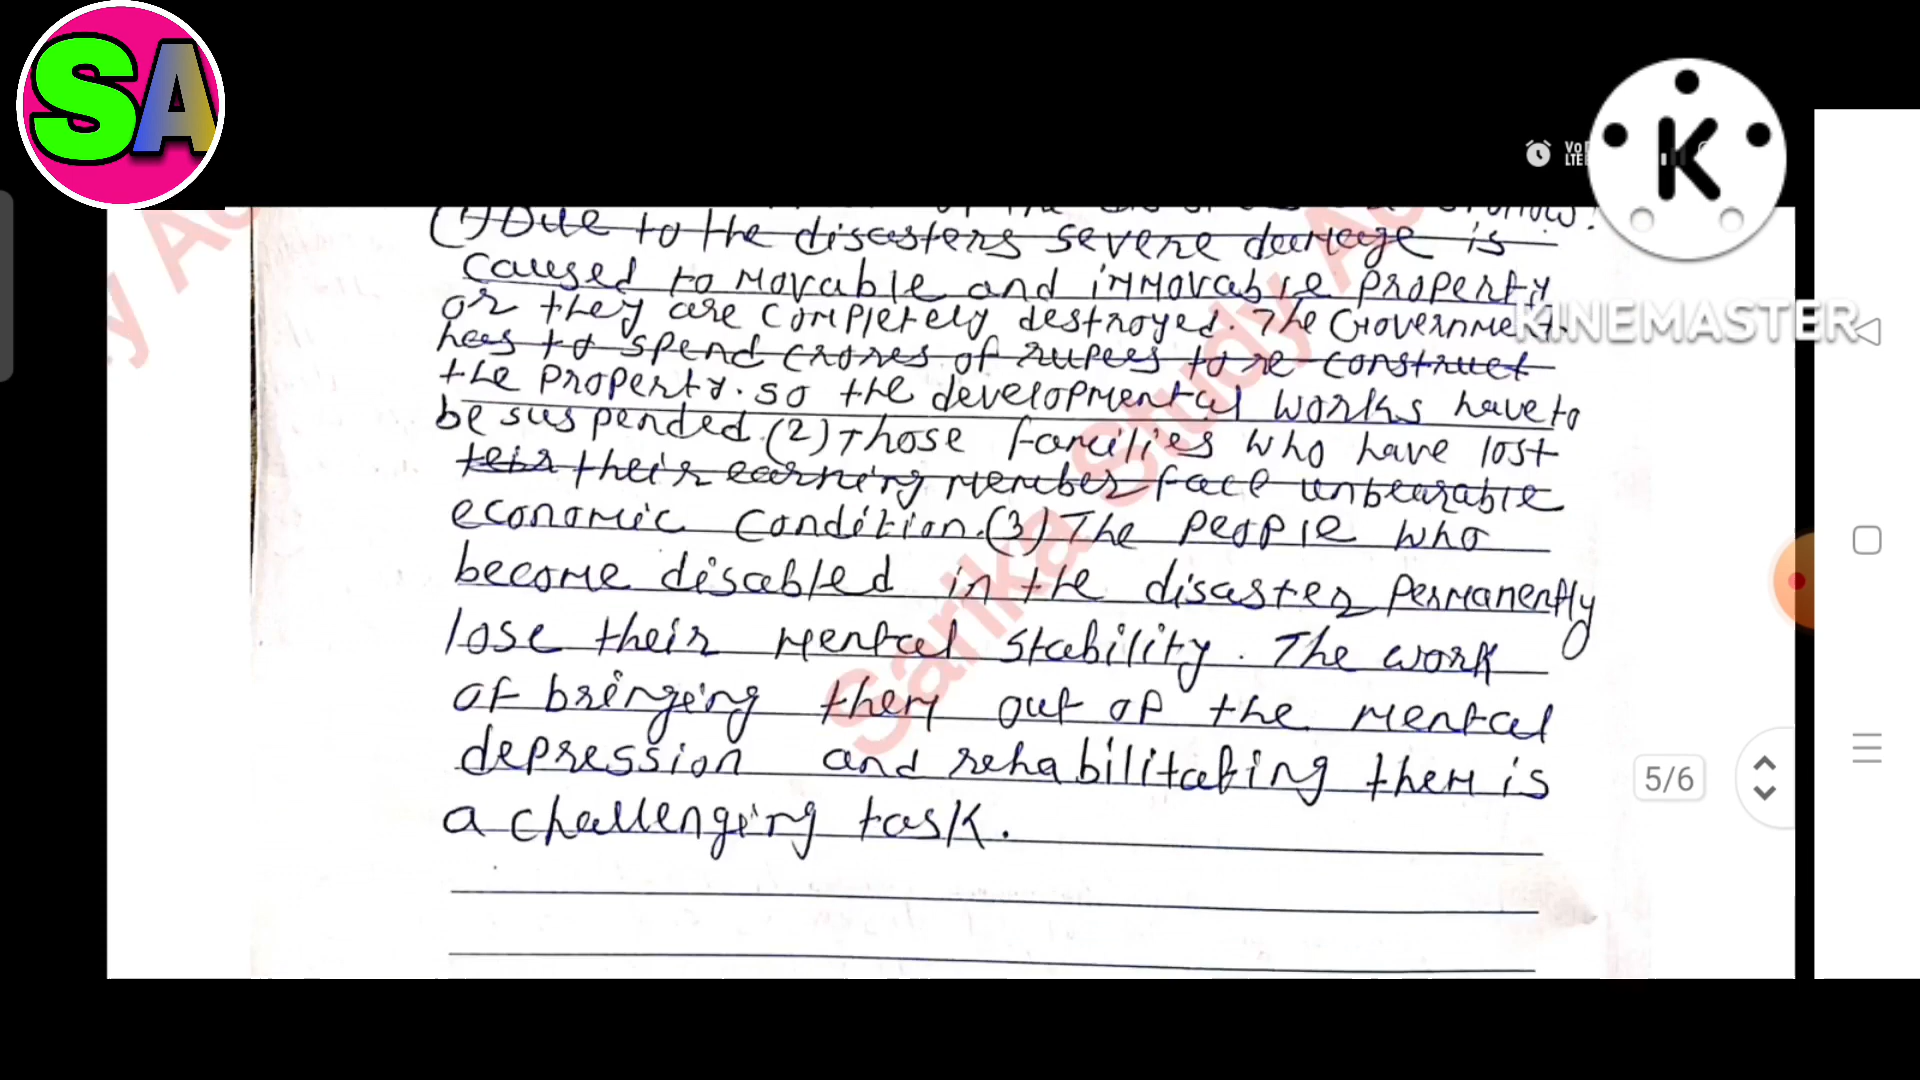 SA
K
KINEMASTER
(1) Due to the disasters severe damage is
caused to movable and immovable property
or they are completely destroyed. The Government
has to spend crores of rupees to re construct
the property. so the developmental works have to
be suspended. (2) Those families who have lost
teir their earning member face unbearable
economic condition. (3) The people who
become disabled in the disaster permanently
lose their mental stability. The work
of bringing them out of the mental
depression and rehabilitating them is
a challenging task.
Sarika Study
5/6